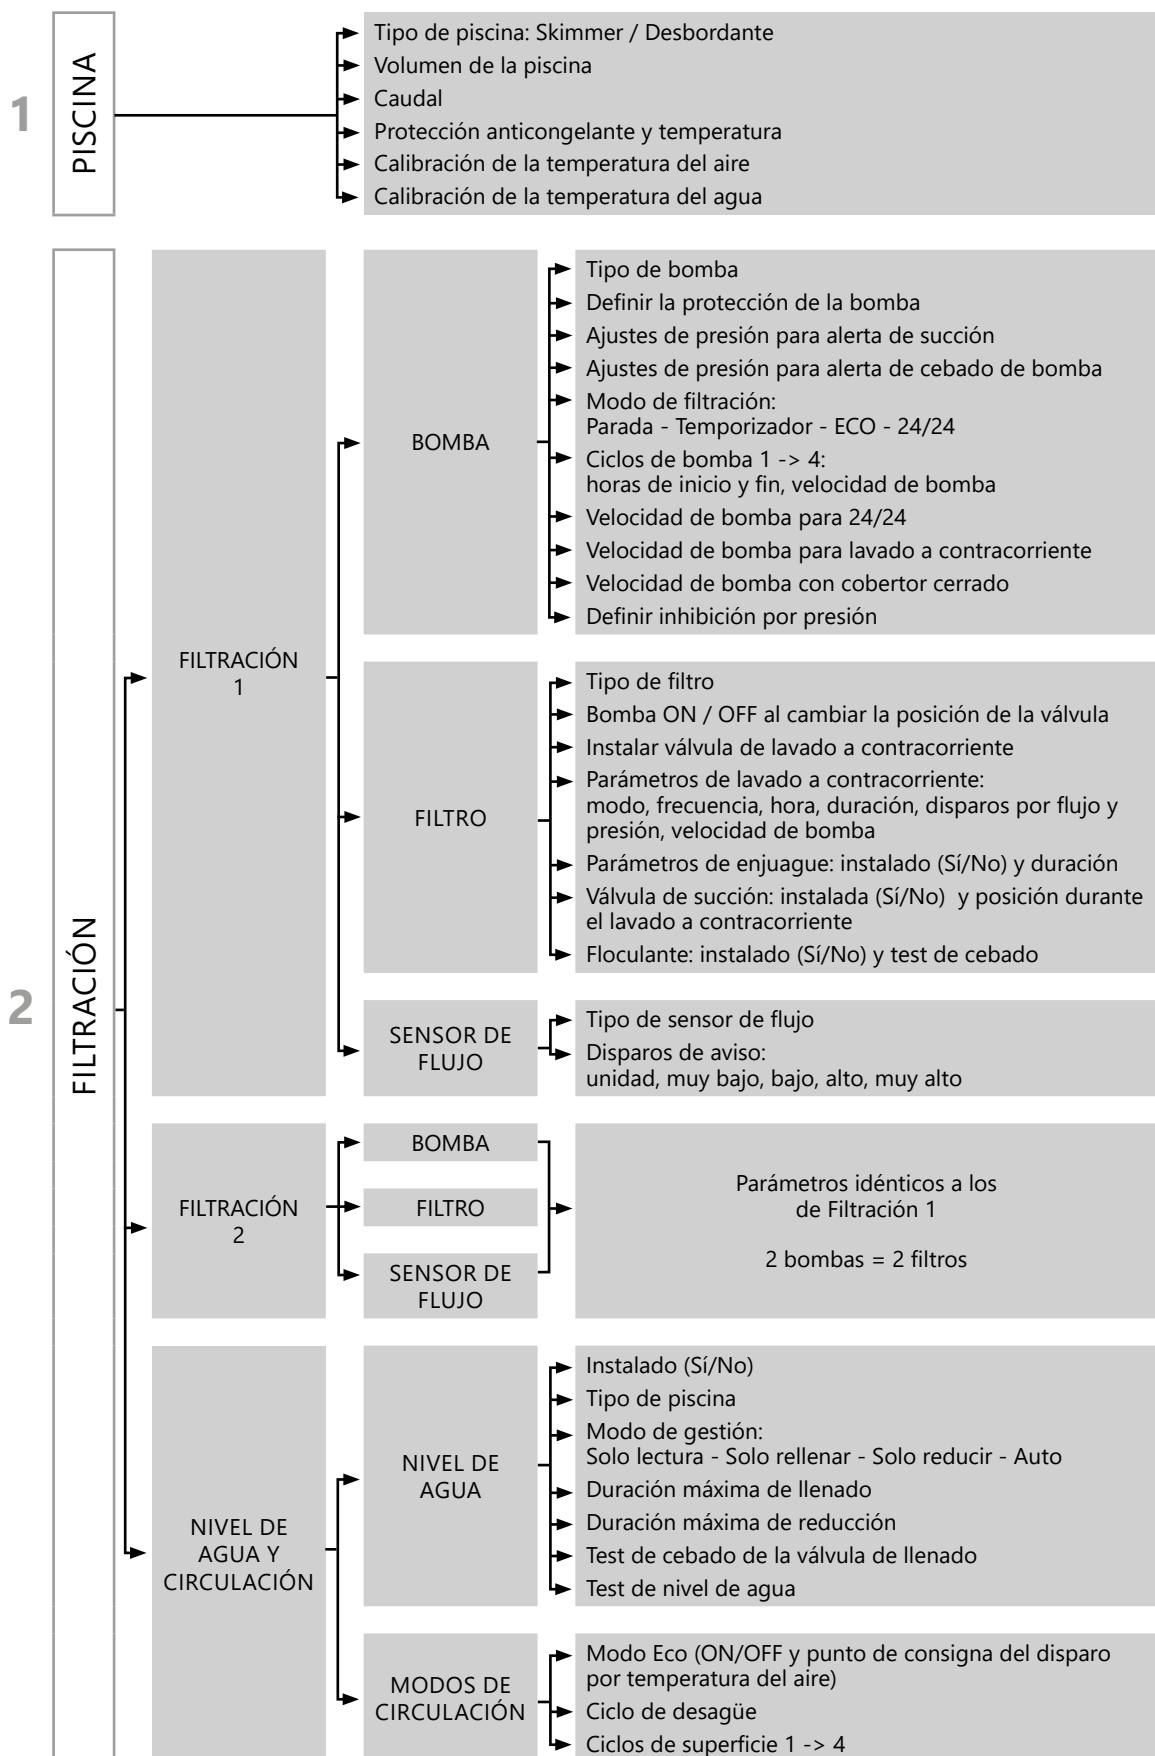 1
PISCINA
Tipo de piscina: Skimmer / Desbordante
Volumen de la piscina
Caudal
Protección anticongelante y temperatura
Calibración de la temperatura del aire
Calibración de la temperatura del agua
2
FILTRACIÓN
FILTRACIÓN
1
BOMBA
Tipo de bomba
Definir la protección de la bomba
Ajustes de presión para alerta de succión
Ajustes de presión para alerta de cebado de bomba
Modo de filtración:
Parada - Temporizador - ECO - 24/24
Ciclos de bomba 1 -> 4:
horas de inicio y fin, velocidad de bomba
Velocidad de bomba para 24/24
Velocidad de bomba para lavado a contracorriente
Velocidad de bomba con cobertor cerrado
Definir inhibición por presión
FILTRO
Tipo de filtro
Bomba ON / OFF al cambiar la posición de la válvula
Instalar válvula de lavado a contracorriente
Parámetros de lavado a contracorriente:
modo, frecuencia, hora, duración, disparos por flujo y
presión, velocidad de bomba
Parámetros de enjuague: instalado (Sí/No) y duración
Válvula de succión: instalada (Sí/No) y posición durante
el lavado a contracorriente
Floculante: instalado (Sí/No) y test de cebado
SENSOR DE
FLUJO
Tipo de sensor de flujo
Disparos de aviso:
unidad, muy bajo, bajo, alto, muy alto
FILTRACIÓN
2
BOMBA
FILTRO
SENSOR DE
FLUJO
Parámetros idénticos a los
de Filtración 1
2 bombas = 2 filtros
NIVEL DE
AGUA Y
CIRCULACIÓN
NIVEL DE
AGUA
Instalado (Sí/No)
Tipo de piscina
Modo de gestión:
Solo lectura - Solo rellenar - Solo reducir - Auto
Duración máxima de llenado
Duración máxima de reducción
Test de cebado de la válvula de llenado
Test de nivel de agua
MODOS DE
CIRCULACIÓN
Modo Eco (ON/OFF y punto de consigna del disparo
por temperatura del aire)
Ciclo de desagüe
Ciclos de superficie 1 -> 4